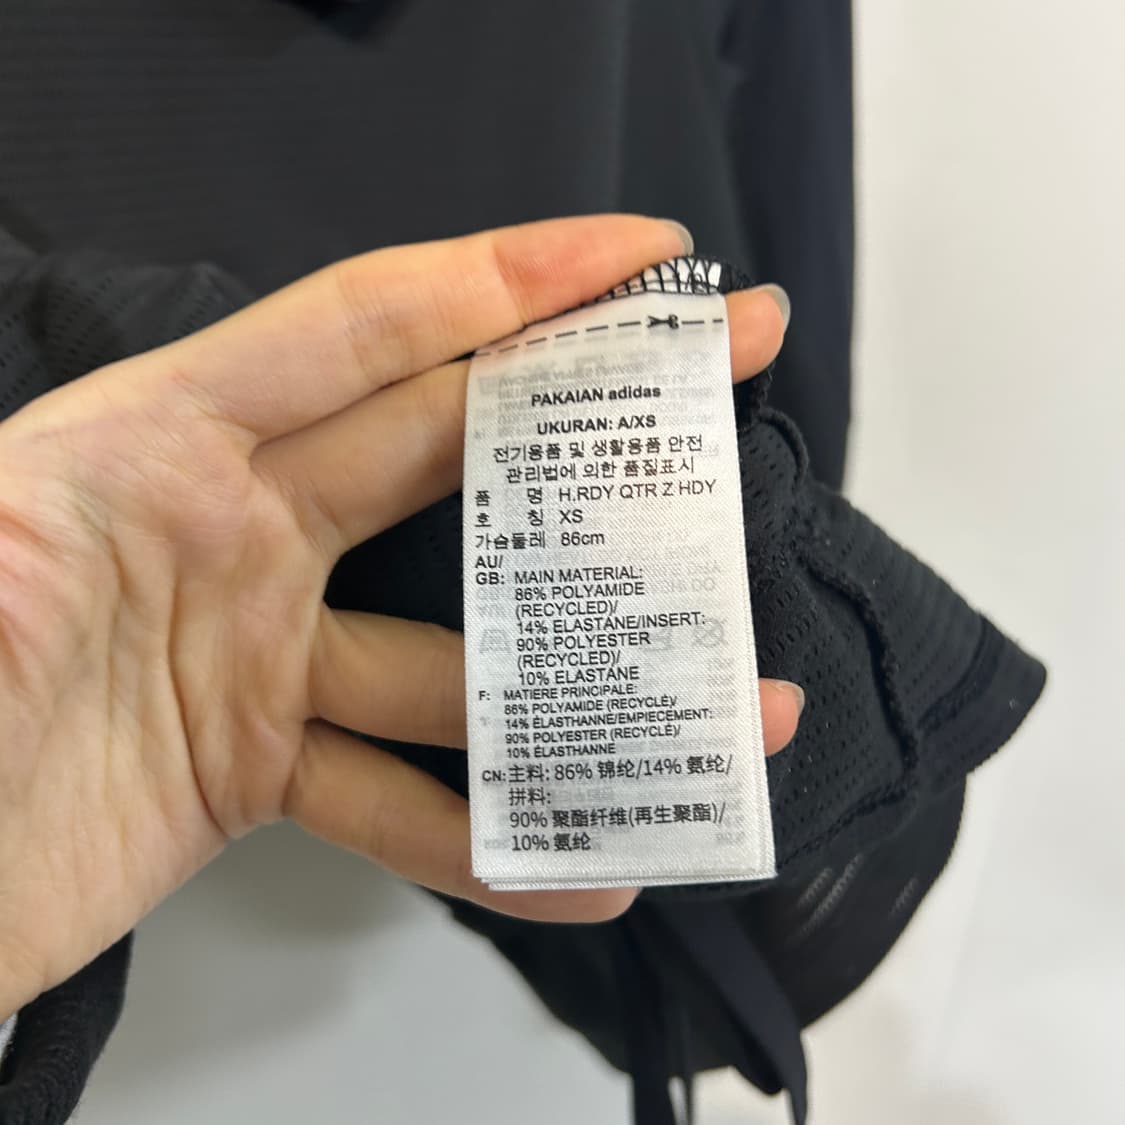 PAKAIAN adidas
UKURAN: A/XS
전기용품 및 생활용품 안전
관리법에 의한 품질표시
품 명 H.RDY QTR Z HDY
호 칭 XS
가슴둘레 86cm
AU/
GB: MAIN MATERIAL:
86% POLYAMIDE
(RECYCLED)/
14% ELASTANE/INSERT:
90% POLYESTER
(RECYCLED)/
10% ELASTANE
F: MATIERE PRINCIPALE:
86% POLYAMIDE (RECYCLÉ)/
14% ÉLASTHANNE/EMPIECEMENT:
90% POLYESTER (RECYCLÉ)/
10% ÉLASTHANNE
CN: 主料: 86% 锦纶/14% 氨纶/
拼料:
90% 聚酯纤维(再生聚酯)/
10% 氨纶